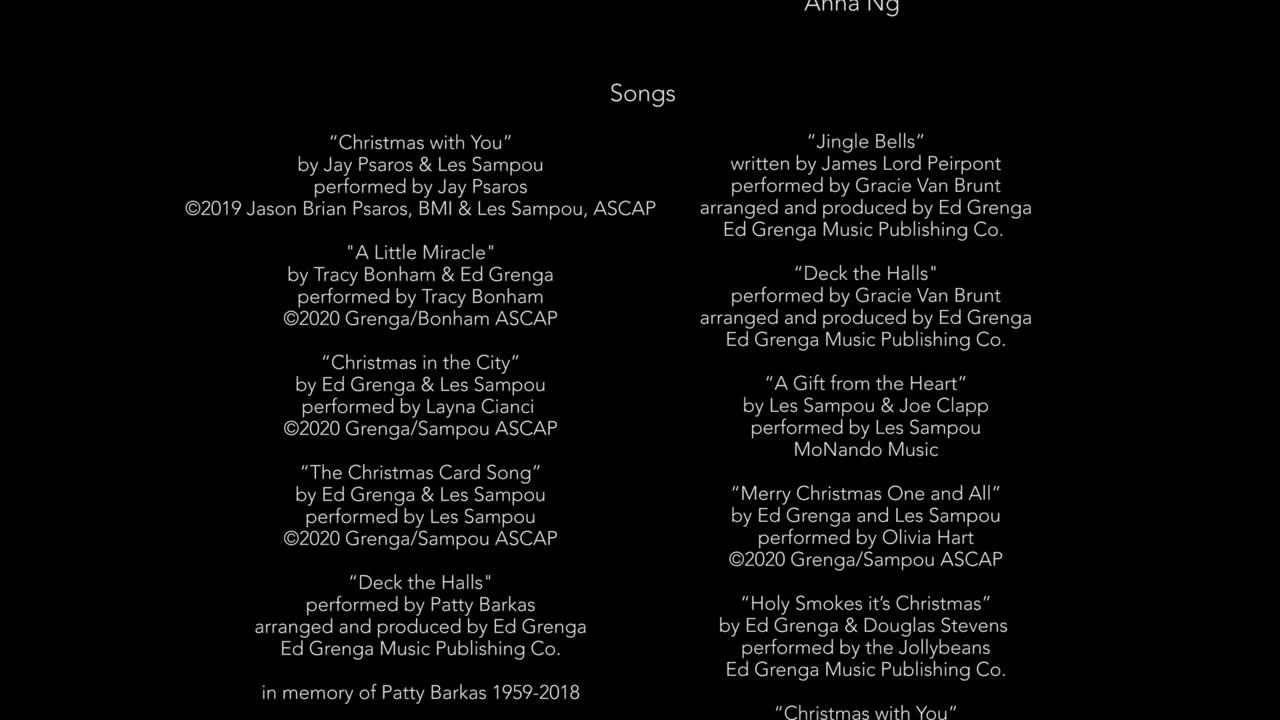 Anna Ng
Songs
“Christmas with You”
by Jay Psaros & Les Sampou
performed by Jay Psaros
©2019 Jason Brian Psaros, BMI & Les Sampou, ASCAP
"A Little Miracle"
by Tracy Bonham & Ed Grenga
performed by Tracy Bonham
©2020 Grenga/Bonham ASCAP
“Christmas in the City”
by Ed Grenga & Les Sampou
performed by Layna Cianci
©2020 Grenga/Sampou ASCAP
“The Christmas Card Song”
by Ed Grenga & Les Sampou
performed by Les Sampou
©2020 Grenga/Sampou ASCAP
“Deck the Halls"
performed by Patty Barkas
arranged and produced by Ed Grenga
Ed Grenga Music Publishing Co.
in memory of Patty Barkas 1959-2018
“Jingle Bells”
written by James Lord Peirpont
performed by Gracie Van Brunt
arranged and produced by Ed Grenga
Ed Grenga Music Publishing Co.
“Deck the Halls"
performed by Gracie Van Brunt
arranged and produced by Ed Grenga
Ed Grenga Music Publishing Co.
“A Gift from the Heart”
by Les Sampou & Joe Clapp
performed by Les Sampou
MoNando Music
“Merry Christmas One and All”
by Ed Grenga and Les Sampou
performed by Olivia Hart
©2020 Grenga/Sampou ASCAP
“Holy Smokes it’s Christmas”
by Ed Grenga & Douglas Stevens
performed by the Jollybeans
Ed Grenga Music Publishing Co.
“Christmas with You”